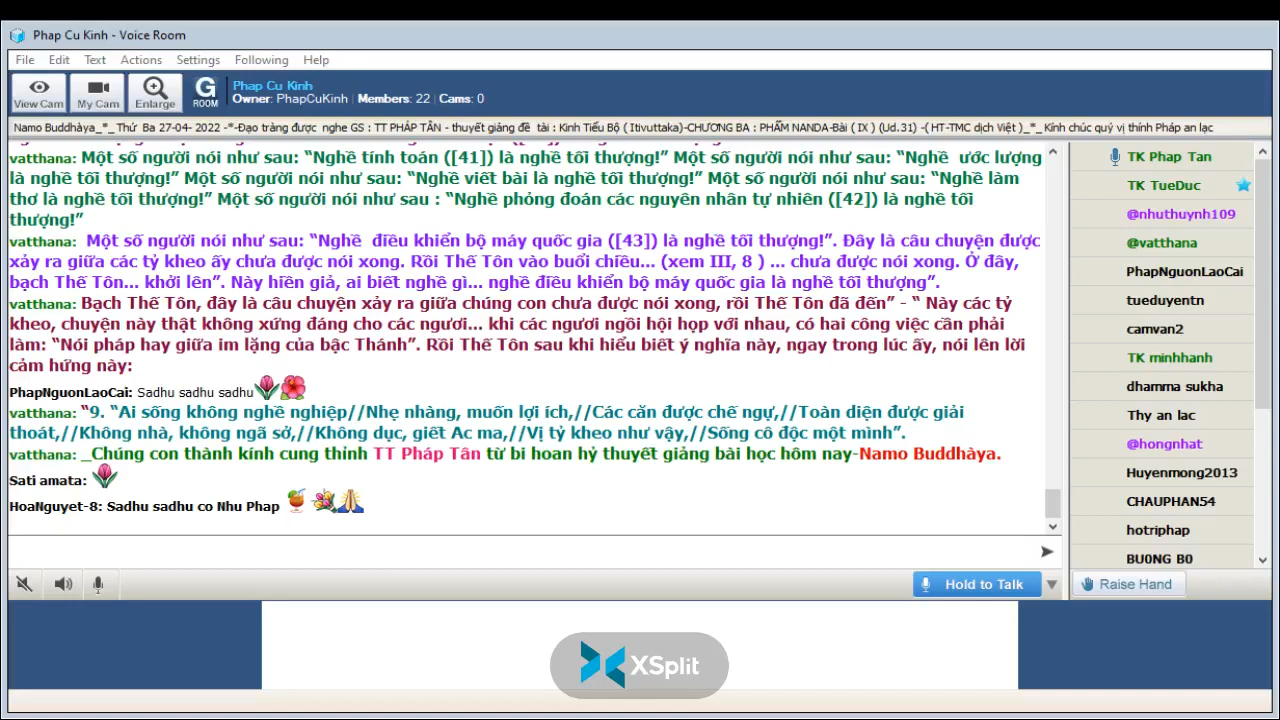 Phap Cu Kinh - Voice Room
File Edit Text Actions Settings Following Help
View Cam My Cam Enlarge G ROOM
Phap Cu Kinh
Owner: PhapCuKinh | Members: 22 | Cams: 0
Namo Buddhàya_*_ Thứ Ba 27-04- 2022 -*-Đạo tràng được nghe GS : TT PHÁP TÂN - thuyết giảng đề tài : Kinh Tiểu Bộ ( Itivuttaka)-CHƯƠNG BA : PHẨM NANDA-Bài ( IX ) (Ud.31) -( HT-TMC dịch Việt )_*_ Kính chúc quý vị thính Pháp an lạc
vatthana: Một số người nói như sau: “Nghề tính toán ([41]) là nghề tối thượng!” Một số người nói như sau: “Nghề ước lượng
là nghề tối thượng!” Một số người nói như sau: “Nghề viết bài là nghề tối thượng!” Một số người nói như sau: “Nghề làm
thơ là nghề tối thượng!” Một số người nói như sau : “Nghề phỏng đoán các nguyên nhân tự nhiên ([42]) là nghề tối
thượng!”
vatthana: Một số người nói như sau: “Nghề điều khiển bộ máy quốc gia ([43]) là nghề tối thượng!”. Đây là câu chuyện được
xảy ra giữa các tỷ kheo ấy chưa được nói xong. Rồi Thế Tôn vào buổi chiều... (xem III, 8 ) ... chưa được nói xong. Ở đây,
bạch Thế Tôn... khởi lên”. Này hiền giả, ai biết nghề gì... nghề điều khiển bộ máy quốc gia là nghề tối thượng”.
vatthana: Bạch Thế Tôn, đây là câu chuyện xảy ra giữa chúng con chưa được nói xong, rồi Thế Tôn đã đến” - “ Này các tỷ
kheo, chuyện này thật không xứng đáng cho các ngươi... khi các ngươi ngồi hội họp với nhau, có hai công việc cần phải
làm: “Nói pháp hay giữa im lặng của bậc Thánh”. Rồi Thế Tôn sau khi hiểu biết ý nghĩa này, ngay trong lúc ấy, nói lên lời
cảm hứng này:
PhapNguonLaoCai: Sadhu sadhu sadhu
vatthana: “9. “Ai sống không nghề nghiệp//Nhẹ nhàng, muốn lợi ích,//Các căn được chế ngự,//Toàn diện được giải
thoát,//Không nhà, không ngã sở,//Không dục, giết Ac ma,//Vị tỷ kheo như vậy,//Sống cô độc một mình”.
vatthana: _Chúng con thành kính cung thỉnh TT Pháp Tân từ bi hoan hỷ thuyết giảng bài học hôm nay-Namo Buddhàya.
Sati amata:
HoaNguyet-8: Sadhu sadhu co Nhu Phap
Hold to Talk
TK Phap Tan
TK TueDuc
@nhuthuynh109
@vatthana
PhapNguonLaoCai
tueduyentn
camvan2
TK minhhanh
dhamma sukha
Thy an lac
@hongnhat
Huyenmong2013
CHAUPHAN54
hotriphap
BU0NG B0
Raise Hand
XSplit